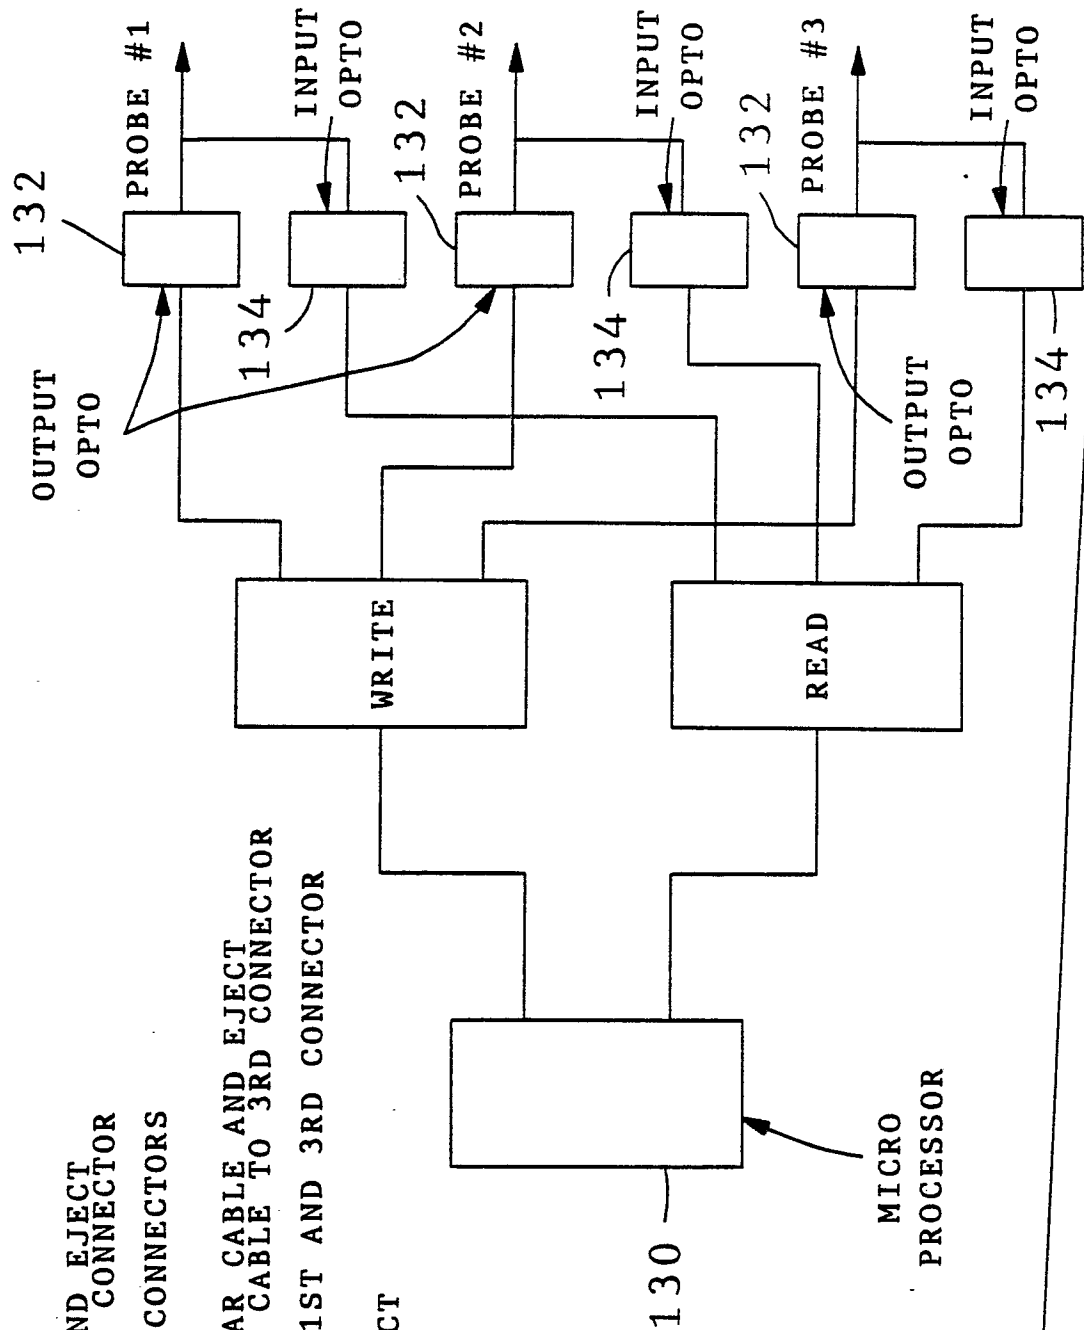 ND EJECT
CONNECTOR
CONNECTORS
AR CABLE AND EJECT
CABLE TO 3RD CONNECTOR
1ST AND 3RD CONNECTOR
CT
130
MICRO
PROCESSOR
WRITE
READ
OUTPUT
OPTO
132
PROBE #1
134
INPUT
OPTO
132
PROBE #2
134
INPUT
OPTO
132
PROBE #3
OUTPUT
OPTO
134
INPUT
OPTO